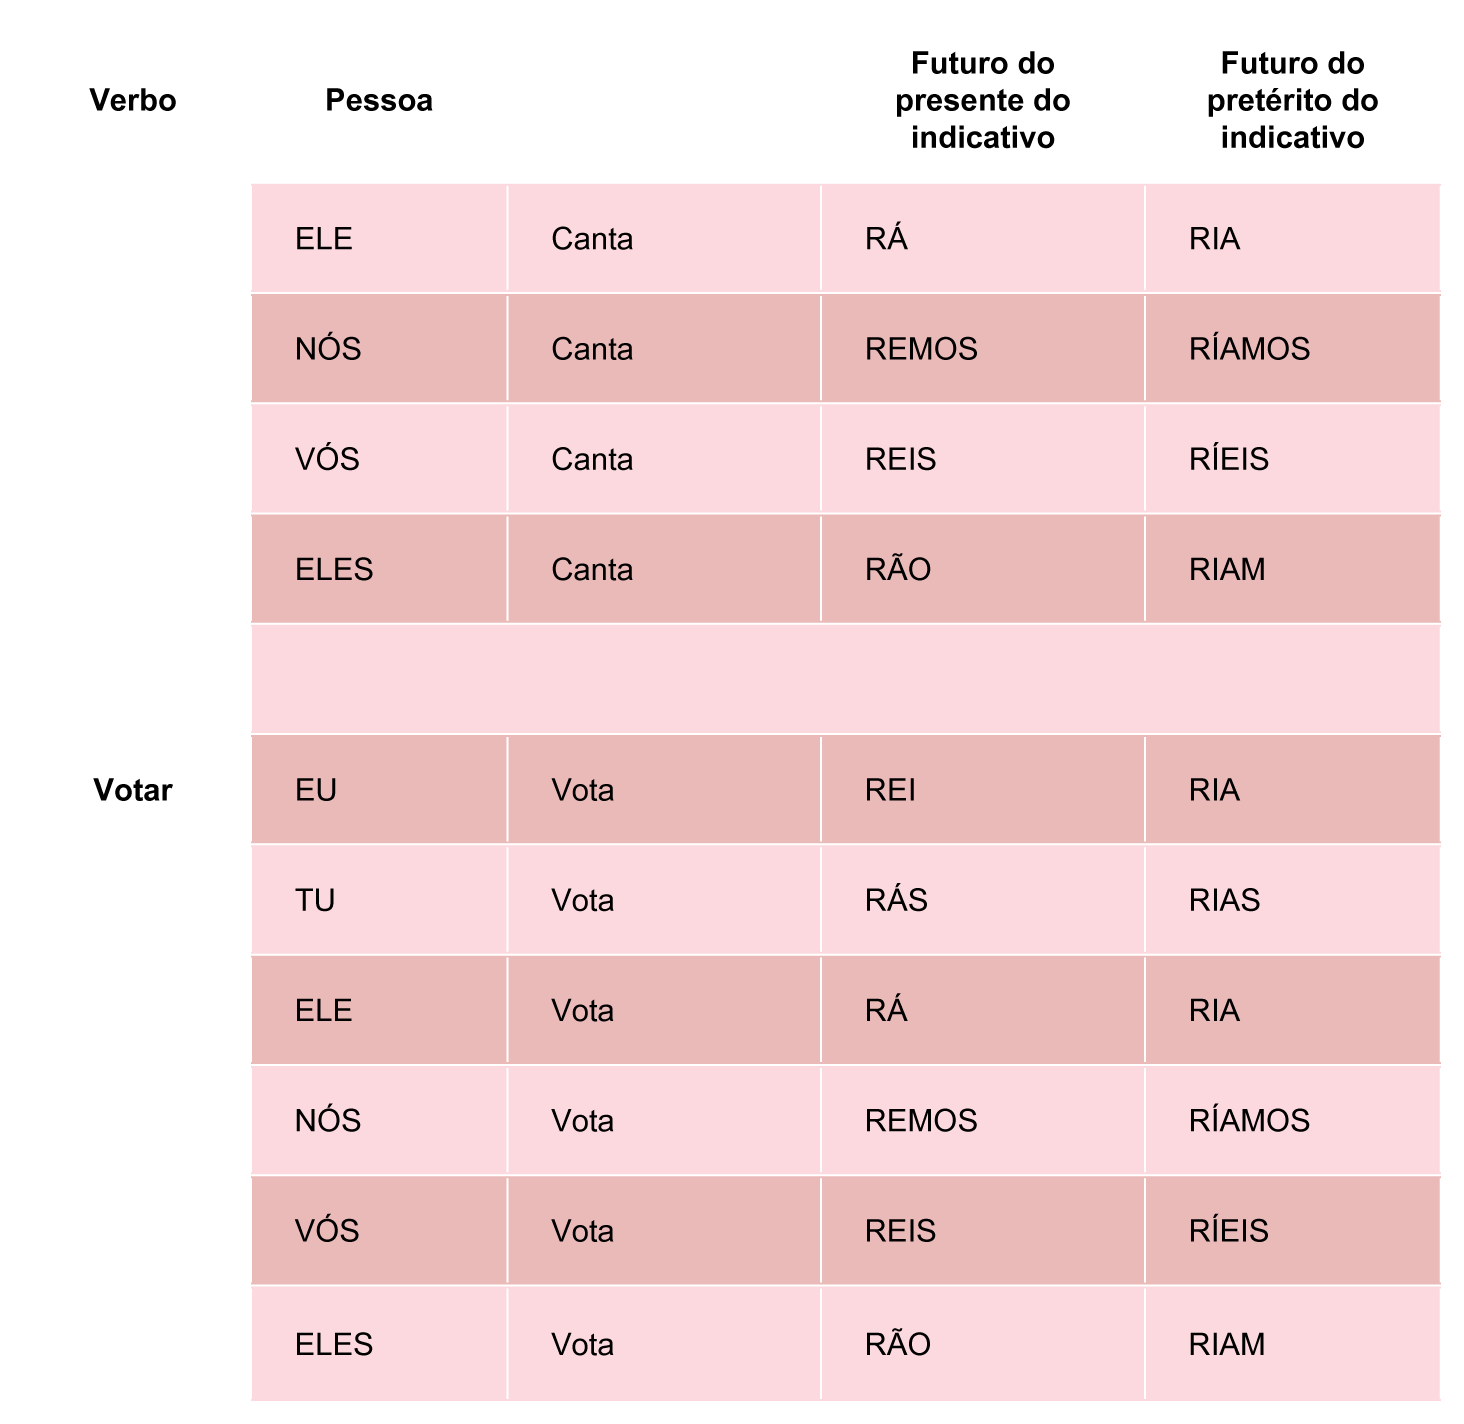 Verbo Pessoa Futuro do presente do indicativo Futuro do pretérito do indicativo
ELE Canta RÁ RIA
NÓS Canta REMOS RÍAMOS
VÓS Canta REIS RÍEIS
ELES Canta RÃO RIAM
Votar EU Vota REI RIA
TU Vota RÁS RIAS
ELE Vota RÁ RIA
NÓS Vota REMOS RÍAMOS
VÓS Vota REIS RÍEIS
ELES Vota RÃO RIAM